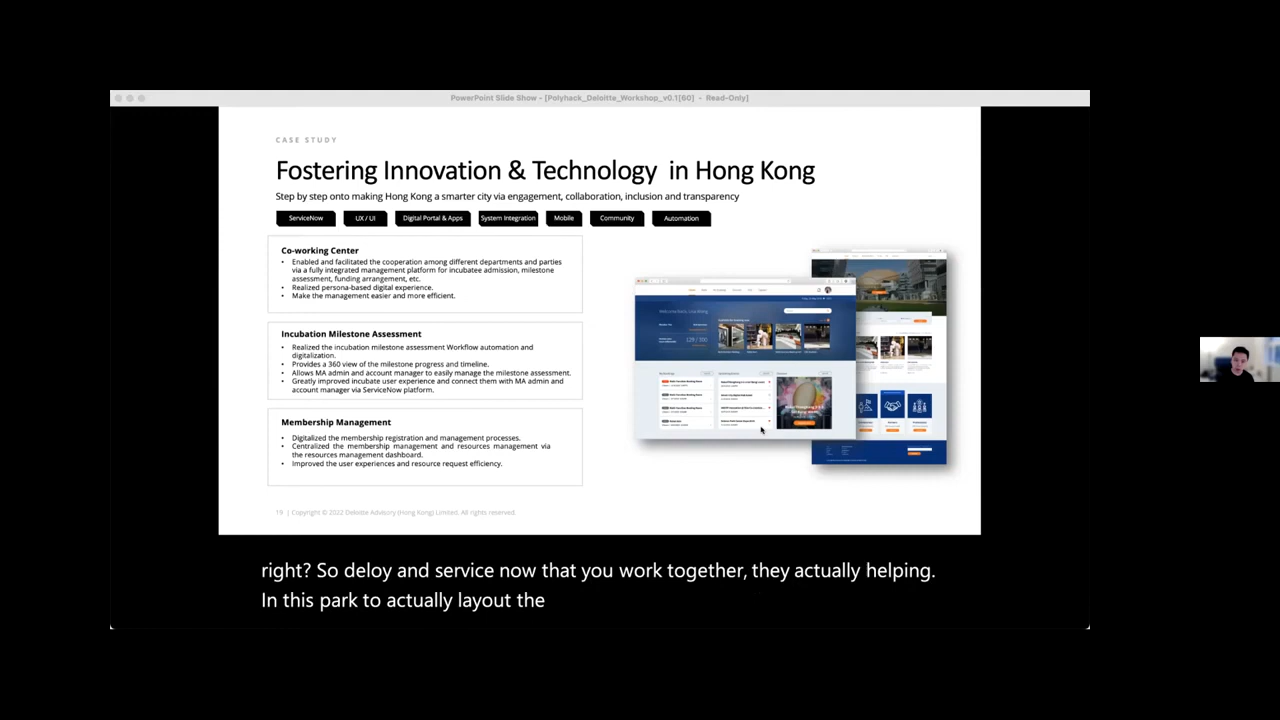 PowerPoint Slide Show - [Polyhack_Deloitte_Workshop_v0.1[60] - Read-Only]
CASE STUDY
Fostering Innovation & Technology in Hong Kong
Step by step onto making Hong Kong a smarter city via engagement, collaboration, inclusion and transparency
ServiceNow UX / UI Digital Portal & Apps System Integration Mobile Community Automation
Co-working Center
• Enabled and facilitated the cooperation among different departments and parties
via a fully integrated management platform for incubatee admission, milestone
assessment, funding arrangement, etc.
• Realized persona-based digital experience.
• Make the management easier and more efficient.
Incubation Milestone Assessment
• Realized the incubation milestone assessment Workflow automation and
digitalization.
• Provides a 360 view of the milestone progress and timeline.
• Allows MA admin and account manager to easily manage the milestone assessment.
• Greatly improved incubate user experience and connect them with MA admin and
account manager via ServiceNow platform.
Membership Management
• Digitalized the membership registration and management processes.
• Centralized the membership management and resources management via
the resources management dashboard.
• Improved the user experiences and resource request efficiency.
19 | Copyright © 2022 Deloitte Advisory (Hong Kong) Limited. All rights reserved.
right? So deloy and service now that you work together, they actually helping.
In this park to actually layout the